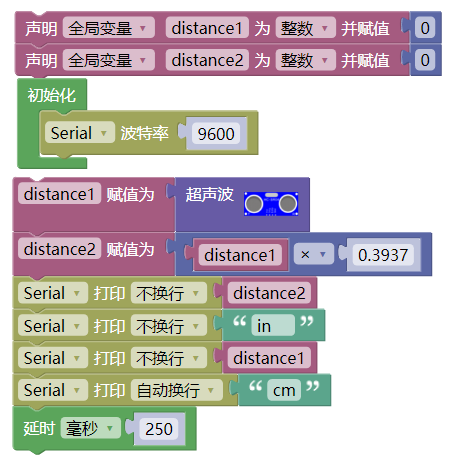 声明 全局变量 distance1 为 整数 并赋值 0
声明 全局变量 distance2 为 整数 并赋值 0
初始化
Serial 波特率 9600
distance1 赋值为 超声波
distance2 赋值为 distance1 × 0.3937
Serial 打印 不换行 distance2
Serial 打印 不换行 “ in ”
Serial 打印 不换行 distance1
Serial 打印 自动换行 “ cm ”
延时 毫秒 250